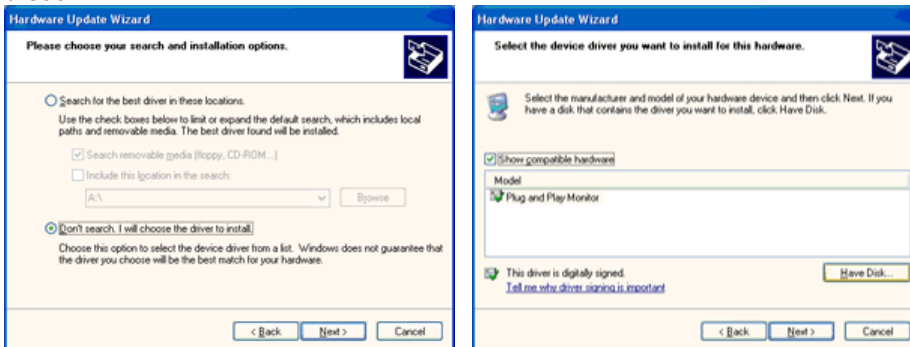 Hardware Update Wizard
Please choose your search and installation options.
Search for the best driver in these locations.
Use the check boxes below to limit or expand the default search, which includes local
paths and removable media. The best driver found will be installed.
Search removable media (floppy, CD-ROM...)
Include this location in the search:
A:\
Browse
Don't search. I will choose the driver to install.
Choose this option to select the device driver from a list. Windows does not guarantee that
the driver you choose will be the best match for your hardware.
< Back
Next >
Cancel
Hardware Update Wizard
Select the device driver you want to install for this hardware.
Select the manufacturer and model of your hardware device and then click Next. If you
have a disk that contains the driver you want to install, click Have Disk.
Show compatible hardware
Model
Plug and Play Monitor
This driver is digitally signed.
Tell me why driver signing is important
Have Disk...
< Back
Next >
Cancel